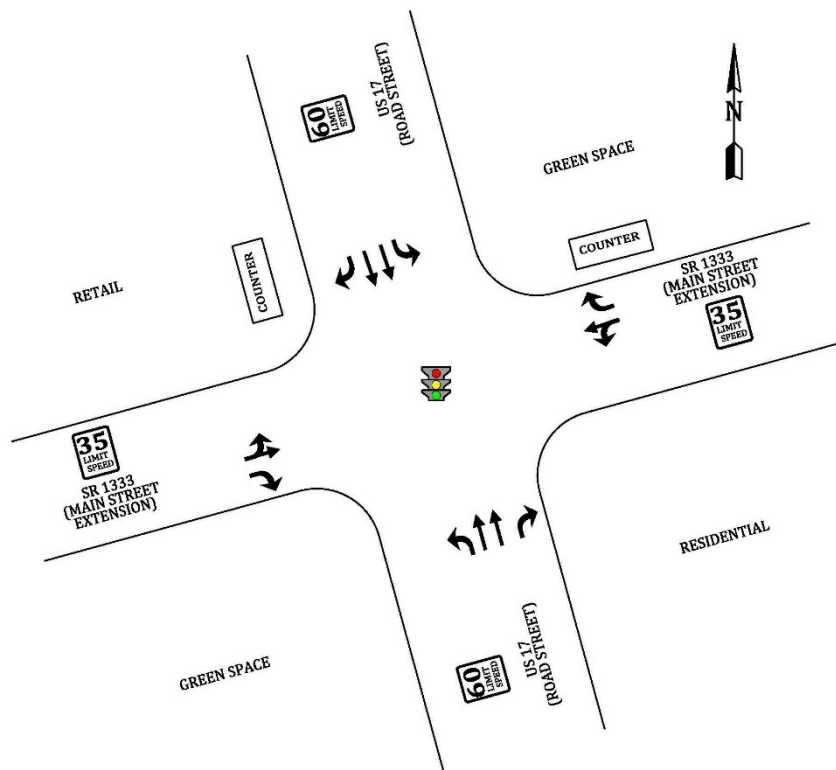 60
LIMIT
SPEED
US 17
(ROAD STREET)
GREEN SPACE
N
COUNTER
COUNTER
SR 1333
(MAIN STREET
EXTENSION)
35
LIMIT
SPEED
RETAIL
35
LIMIT
SPEED
SR 1333
(MAIN STREET
EXTENSION)
RESIDENTIAL
GREEN SPACE
60
LIMIT
SPEED
US 17
(ROAD STREET)